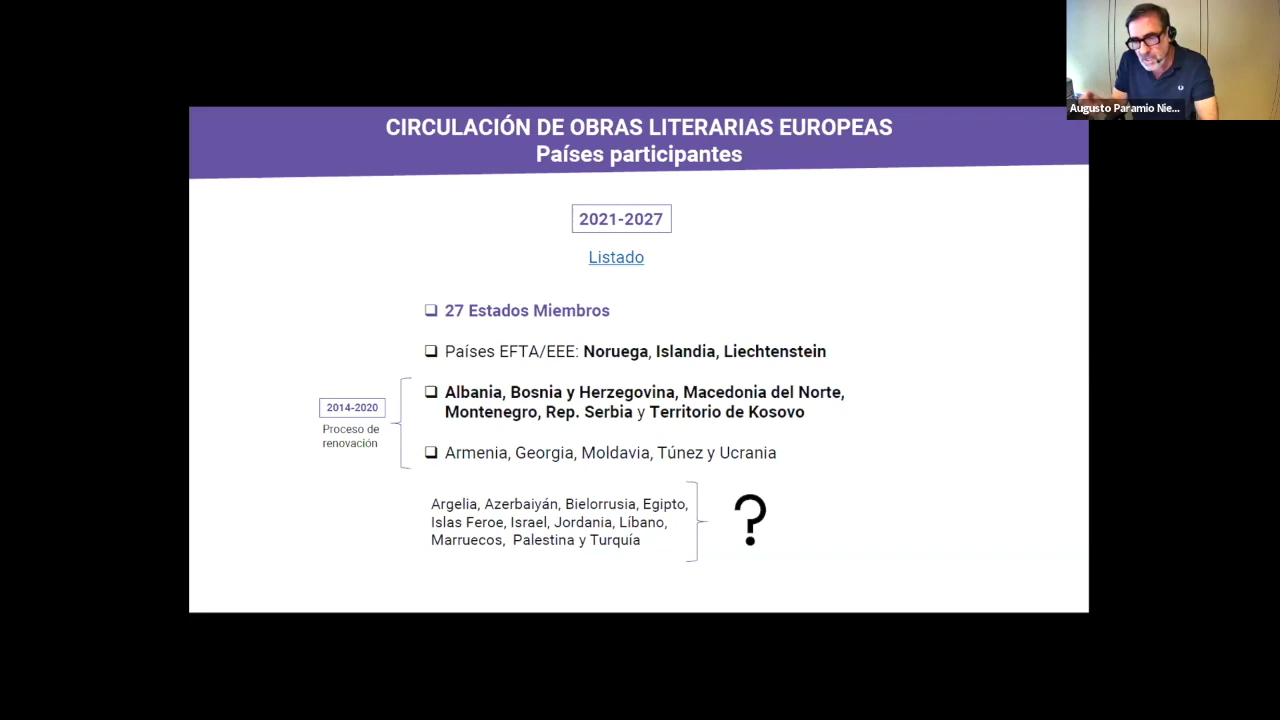 CIRCULACIÓN DE OBRAS LITERARIAS EUROPEAS
Países participantes
Augusto Paramio Nie...
2021-2027
Listado
27 Estados Miembros
Países EFTA/EEE: Noruega, Islandia, Liechtenstein
Albania, Bosnia y Herzegovina, Macedonia del Norte,
Montenegro, Rep. Serbia y Territorio de Kosovo
2014-2020
Proceso de
renovación
Armenia, Georgia, Moldavia, Túnez y Ucrania
Argelia, Azerbaiyán, Bielorrusia, Egipto,
Islas Feroe, Israel, Jordania, Líbano,
Marruecos, Palestina y Turquía
?